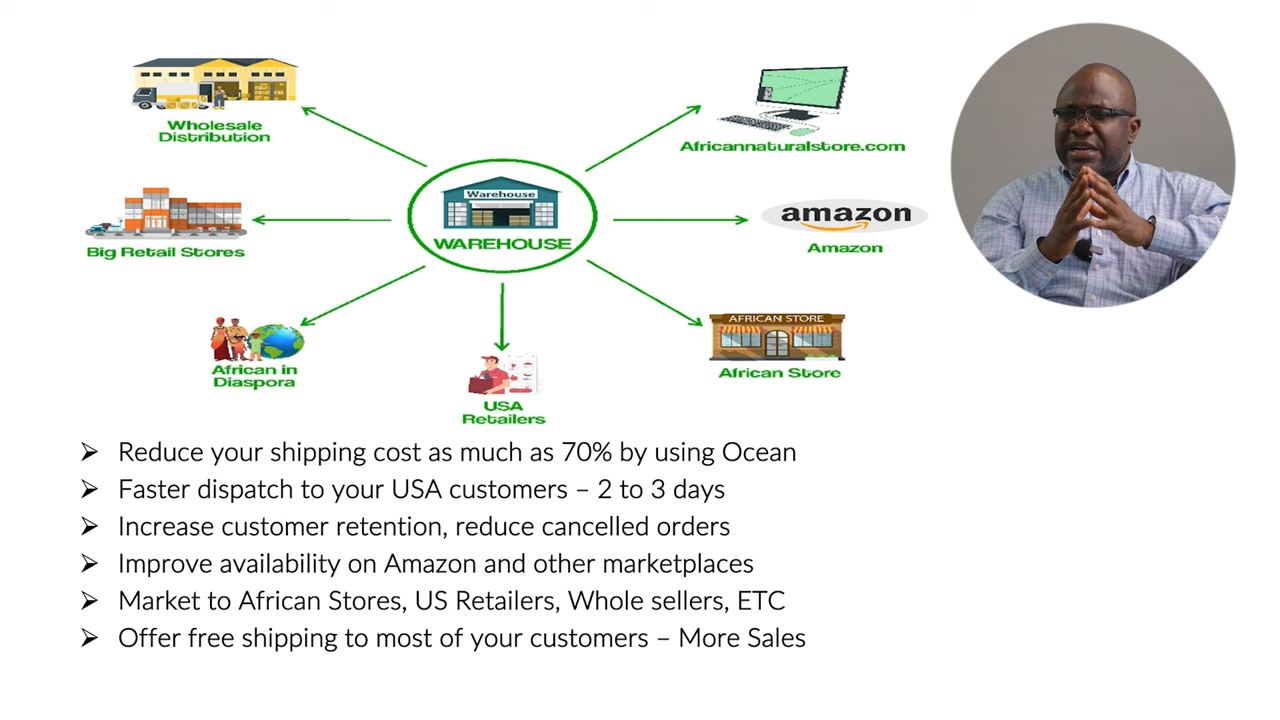 Wholesale
Distribution
Africannaturalstore.com
Warehouse
WAREHOUSE
Big Retail Stores
amazon
Amazon
African in
Diaspora
USA
Retailers
AFRICAN STORE
African Store
Reduce your shipping cost as much as 70% by using Ocean
Faster dispatch to your USA customers – 2 to 3 days
Increase customer retention, reduce cancelled orders
Improve availability on Amazon and other marketplaces
Market to African Stores, US Retailers, Whole sellers, ETC
Offer free shipping to most of your customers – More Sales